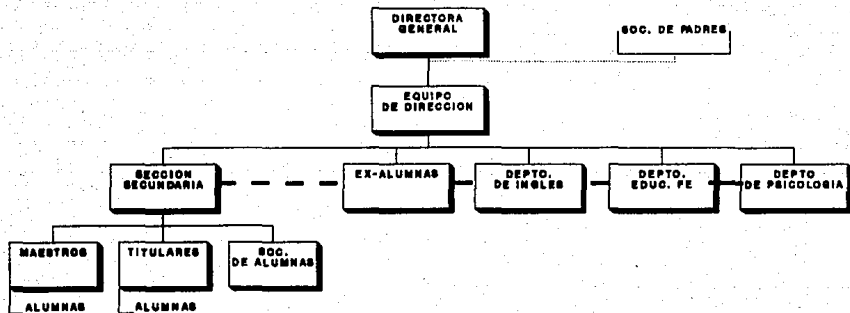 DIRECTORA
GENERAL
SOC. DE PADRES
EQUIPO
DE DIRECCION
SECCION
SECUNDARIA
EX-ALUMNAS
DEPTO.
DE INGLES
DEPTO.
EDUC. FE
DEPTO
DE PSICOLOGIA
MAESTROS
TITULARES
SOC.
DE ALUMNAS
ALUMNAS
ALUMNAS